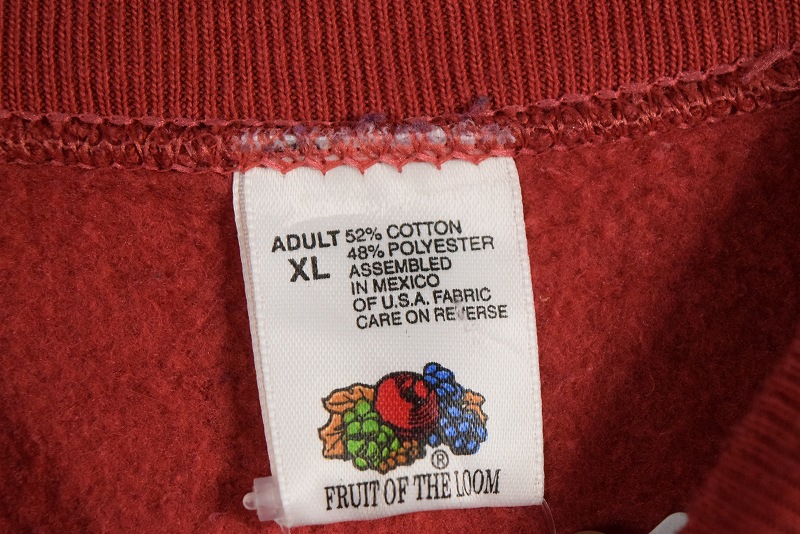 ADULT
XL
52% COTTON
48% POLYESTER
ASSEMBLED
IN MEXICO
OF U.S.A. FABRIC
CARE ON REVERSE
®
FRUIT OF THE LOOM